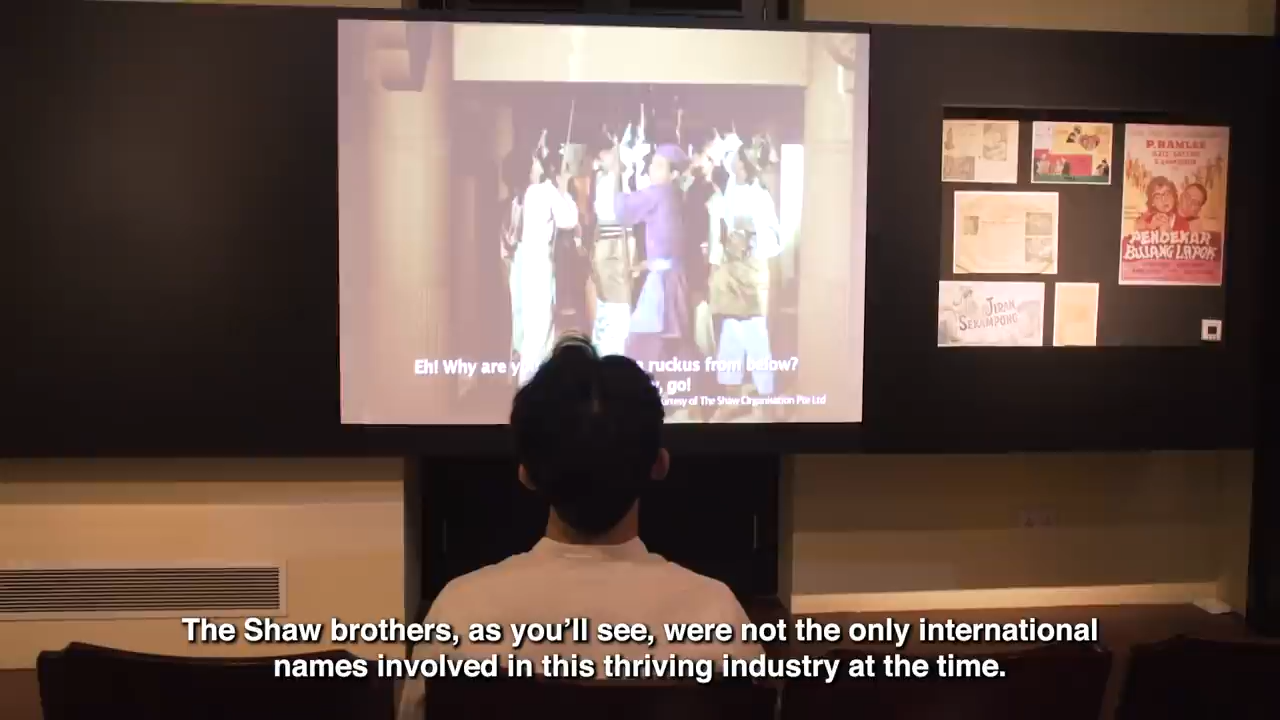 P.RAMLEE
PENDEKAR
BUJANG LAPOK
JIRAN
SEKAMPONG
Eh! Why are ruckus from below?
go!
of The Shaw Organisation Pte Ltd
The Shaw brothers, as you'll see, were not the only international
names involved in this thriving industry at the time.